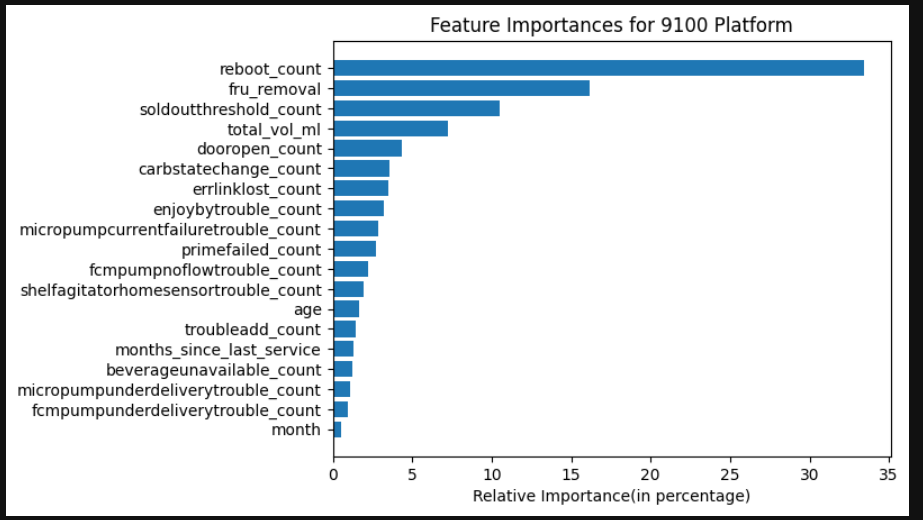 Feature Importances for 9100 Platform
reboot_count
fru_removal
soldoutthreshold_count
total_vol_ml
dooropen_count
carbstatechange_count
errlinklost_count
enjoybytrouble_count
micropumpcurrentfailuretrouble_count
primefailed_count
fcmpumpnoflowtrouble_count
shelfagitatorhomesensortrouble_count
age
troubleadd_count
months_since_last_service
beverageunavailable_count
micropumpunderdeliverytrouble_count
fcmpumpunderdeliverytrouble_count
month
0 5 10 15 20 25 30 35
Relative Importance(in percentage)